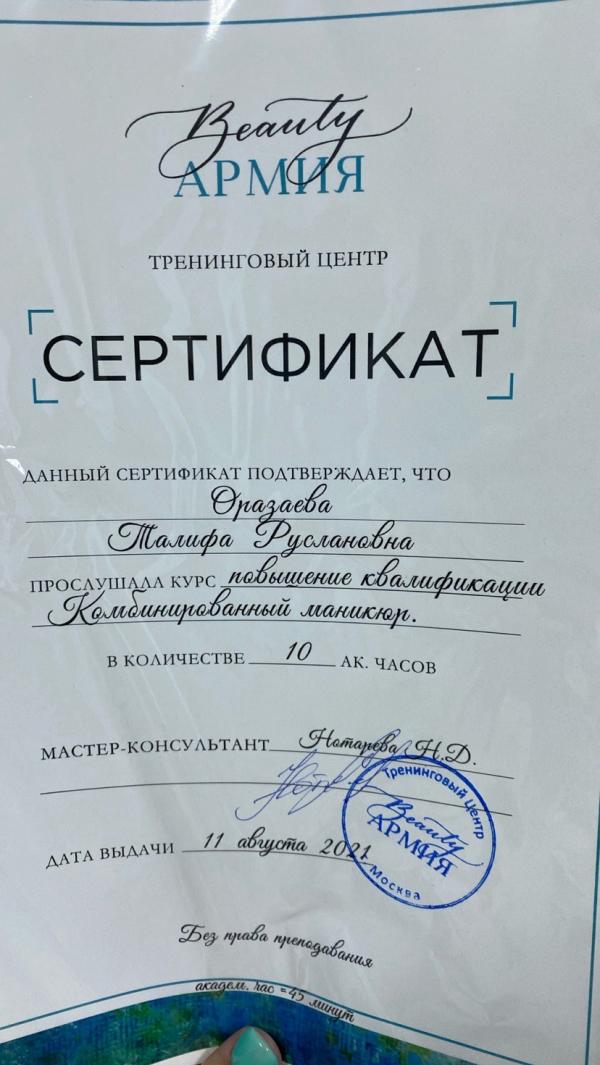 Beauty
АРМИЯ
ТРЕНИНГОВЫЙ ЦЕНТР
СЕРТИФИКАТ
ДАННЫЙ СЕРТИФИКАТ ПОДТВЕРЖДАЕТ, ЧТО
Оразаева
Талифа Руслановна
ПРОСЛУШАЛА КУРС повышение квалификации
Комбинированный маникюр.
В КОЛИЧЕСТВЕ 10 АК. ЧАСОВ
МАСТЕР-КОНСУЛЬТАНТ Нотарева Н.Д.
Тренинговый центр
Beauty
АРМИЯ
Москва
ДАТА ВЫДАЧИ 11 августа 2021
Без права преподавания
академ. час = 45 минут